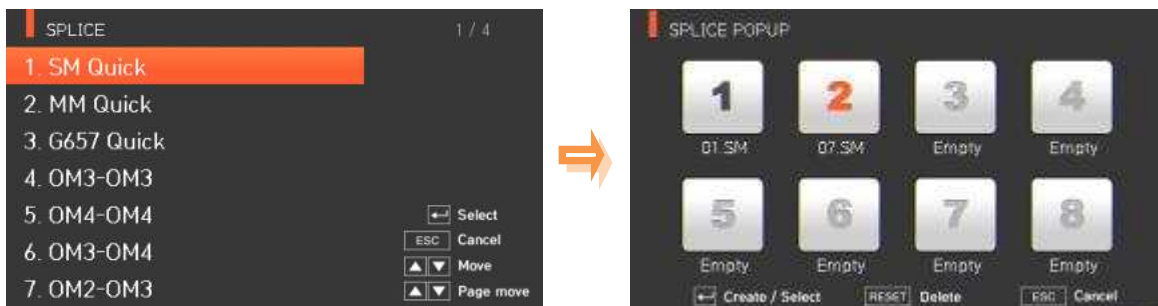 SPLICE 1 / 4
1. SM Quick
2. MM Quick
3. G657 Quick
4. OM3-OM3
5. OM4-OM4
6. OM3-OM4
7. OM2-OM3
Select
ESC Cancel
Move
Page move
SPLICE POPUP
1 2 3 4
01.SM 07.SM Empty Empty
5 6 7 8
Empty Empty Empty Empty
Create / Select RESET Delete ESC Cancel